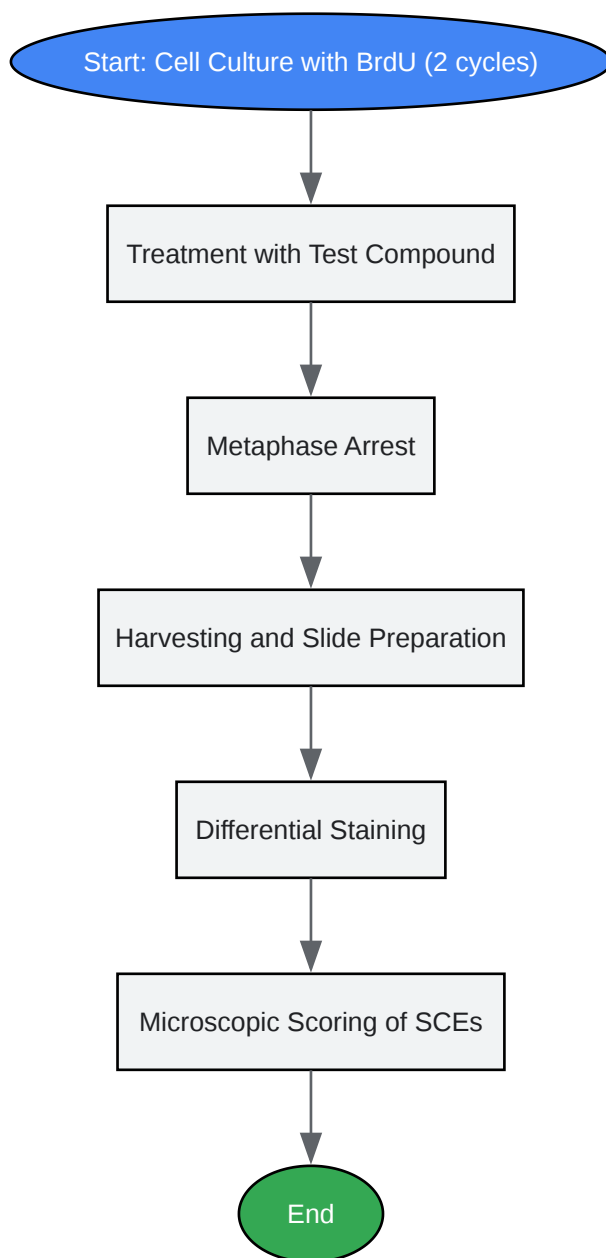 Start: Cell Culture with BrdU (2 cycles)
Treatment with Test Compound
Metaphase Arrest
Harvesting and Slide Preparation
Differential Staining
Microscopic Scoring of SCEs
End